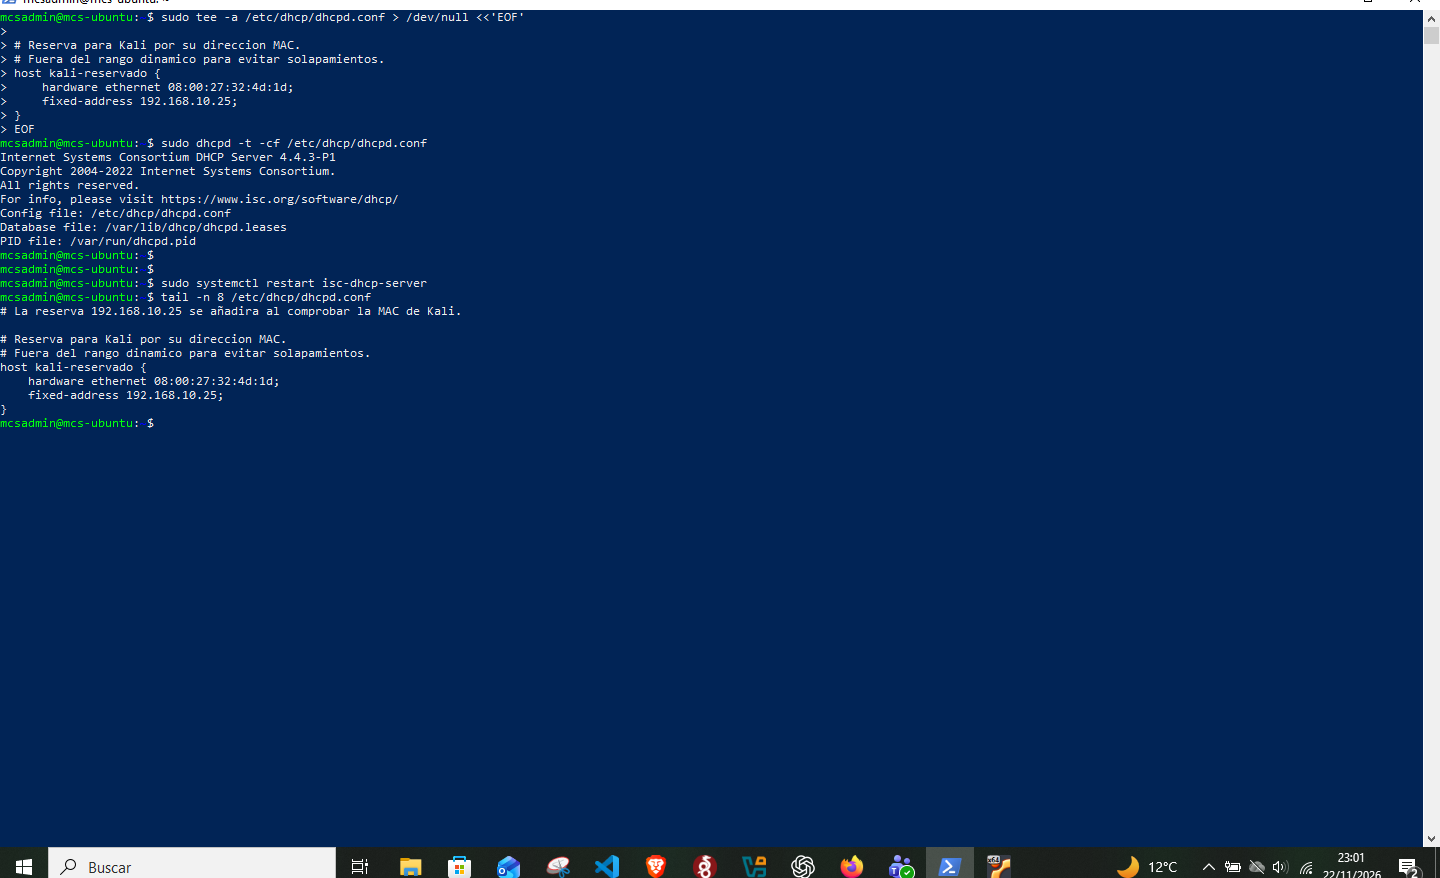 mcsadmin@mcs-ubuntu: ~
mcsadmin@mcs-ubuntu: $ sudo tee -a /etc/dhcp/dhcpd.conf > /dev/null <<'EOF'
>
> # Reserva para Kali por su direccion MAC.
> # Fuera del rango dinamico para evitar solapamientos.
> host kali-reservado {
>     hardware ethernet 08:00:27:32:4d:1d;
>     fixed-address 192.168.10.25;
> }
> EOF
mcsadmin@mcs-ubuntu: $ sudo dhcpd -t -cf /etc/dhcp/dhcpd.conf
Internet Systems Consortium DHCP Server 4.4.3-P1
Copyright 2004-2022 Internet Systems Consortium.
All rights reserved.
For info, please visit https://www.isc.org/software/dhcp/
Config file: /etc/dhcp/dhcpd.conf
Database file: /var/lib/dhcp/dhcpd.leases
PID file: /var/run/dhcpd.pid
mcsadmin@mcs-ubuntu: $
mcsadmin@mcs-ubuntu: $
mcsadmin@mcs-ubuntu: $ sudo systemctl restart isc-dhcp-server
mcsadmin@mcs-ubuntu: $ tail -n 8 /etc/dhcp/dhcpd.conf
# La reserva 192.168.10.25 se añadira al comprobar la MAC de Kali.

# Reserva para Kali por su direccion MAC.
# Fuera del rango dinamico para evitar solapamientos.
host kali-reservado {
    hardware ethernet 08:00:27:32:4d:1d;
    fixed-address 192.168.10.25;
}
mcsadmin@mcs-ubuntu: $
Buscar
12°C
23:01
22/11/2026
2